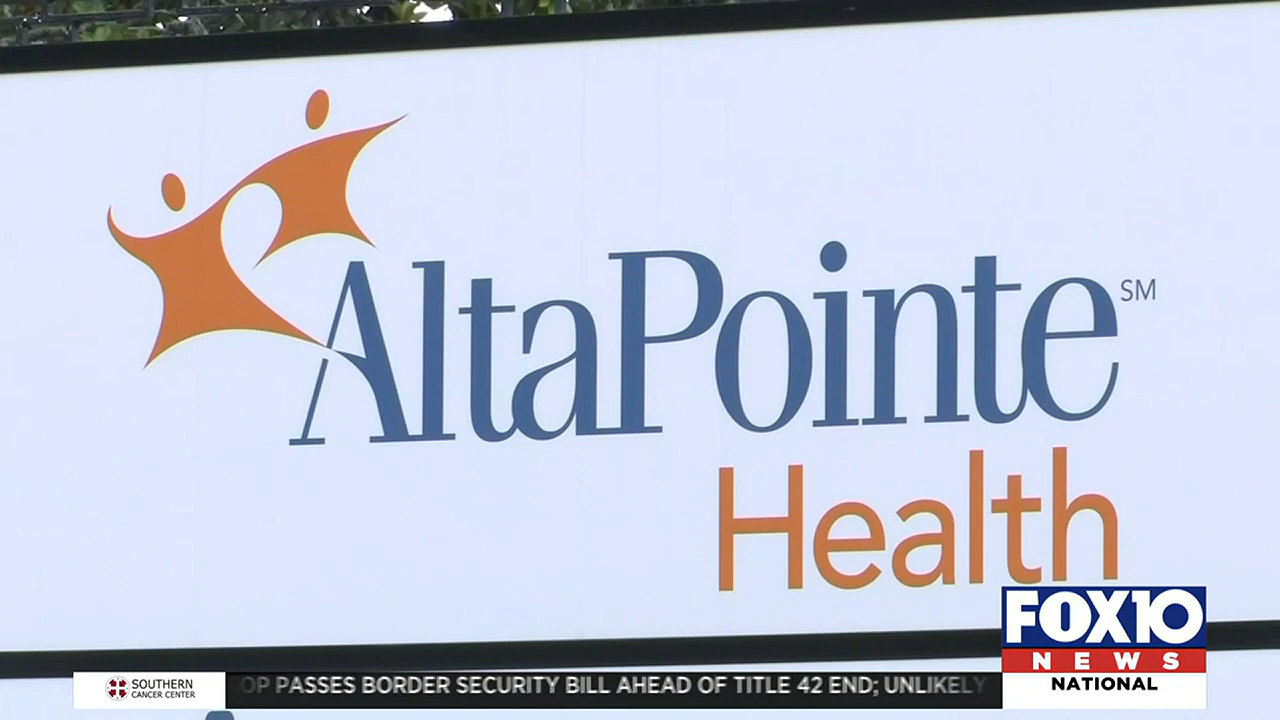 AltaPointe SM
Health
FOX10
NEWS
NATIONAL
SOUTHERN
CANCER CENTER
OP PASSES BORDER SECURITY BILL AHEAD OF TITLE 42 END; UNLIKELY